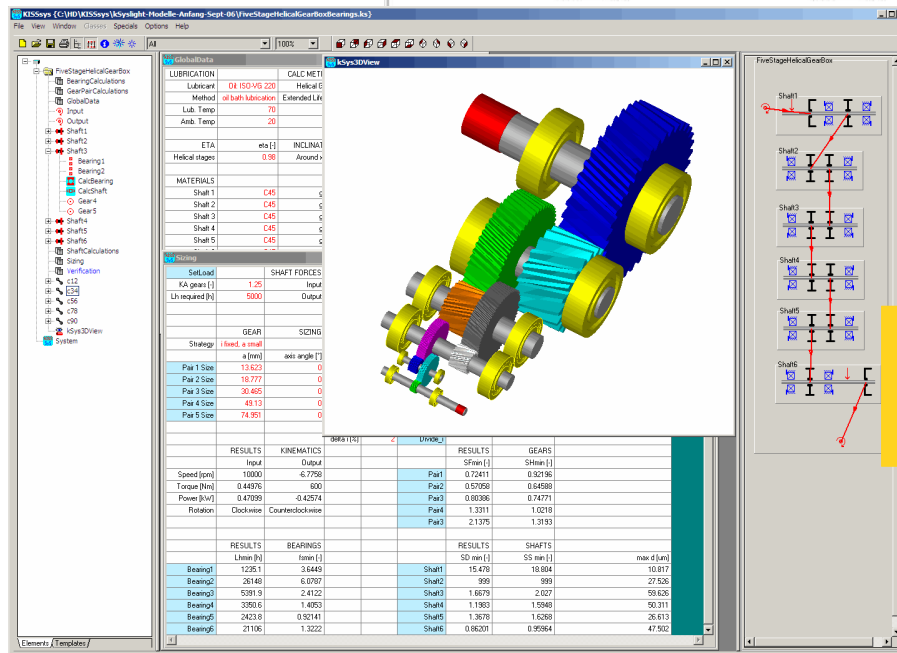 KISSsys {C:\HD\KISSsys\kSyslight-Modelle-Anfang-Sept-06\FiveStageHelicalGearBoxBearings.ks}
File View Window Classes Specials Options Help
All 100%
FiveStageHelicalGearBox
BearingCalculations
GearPairCalculations
GlobalData
Input
Output
Shaft1
Shaft2
Shaft3
Bearing1
Bearing2
CalcBearing
CalcShaft
Gear4
Gear5
Shaft4
Shaft5
Shaft6
ShaftCalculations
Sizing
Verification
c12
c34
c56
c78
c90
kSys3DView
System
Elements Templates
GlobalData
LUBRICATION CALC METH
Lubricant Oil: ISO-VG 220 Helical G
Method oil bath lubrication Extended Life
Lub. Temp 70
Amb. Temp 20
ETA eta [-] INCLINAT
Helical stages 0.98 Around x
MATERIALS
Shaft 1 C45 g
Shaft 2 C45 g
Shaft 3 C45 g
Shaft 4 C45 g
Shaft 5 C45 g
kSys3DView
Sizing
SetLoad SHAFT FORCES
KA gears [-] 1.25 Input
Lh required [h] 5000 Output
GEAR SIZING
Strategy i fixed, a small
a [mm] axis angle [°]
Pair 1 Size 13.623 0
Pair 2 Size 18.777 0
Pair 3 Size 30.465 0
Pair 4 Size 49.13 0
Pair 5 Size 74.951 0
delta i [%] 2 Divide_i
RESULTS KINEMATICS RESULTS GEARS
Input Output SFmin [-] SHmin [-]
Speed [rpm] 10000 -6.7758 Pair1 0.72411 0.92196
Torque [Nm] 0.44976 600 Pair2 0.57058 0.64588
Power [kW] 0.47099 -0.42574 Pair3 0.80386 0.74771
Rotation Clockwise Counterclockwise Pair4 1.3311 1.0218
Pair3 2.1375 1.3193
RESULTS BEARINGS RESULTS SHAFTS
Lhmin [h] fsmin [-] SD min [-] SS min [-] max d [um]
Bearing1 1235.1 3.6449 Shaft1 15.478 18.804 10.817
Bearing2 26148 6.0787 Shaft2 999 999 27.526
Bearing3 5391.9 2.4122 Shaft3 1.6679 2.027 59.626
Bearing4 3350.6 1.4053 Shaft4 1.1983 1.5948 50.311
Bearing5 2423.8 0.92141 Shaft5 1.3678 1.6268 26.613
Bearing6 21106 1.3222 Shaft6 0.86201 0.95964 47.502
FiveStageHelicalGearBox
Shaft1
Shaft2
Shaft3
Shaft4
Shaft5
Shaft6